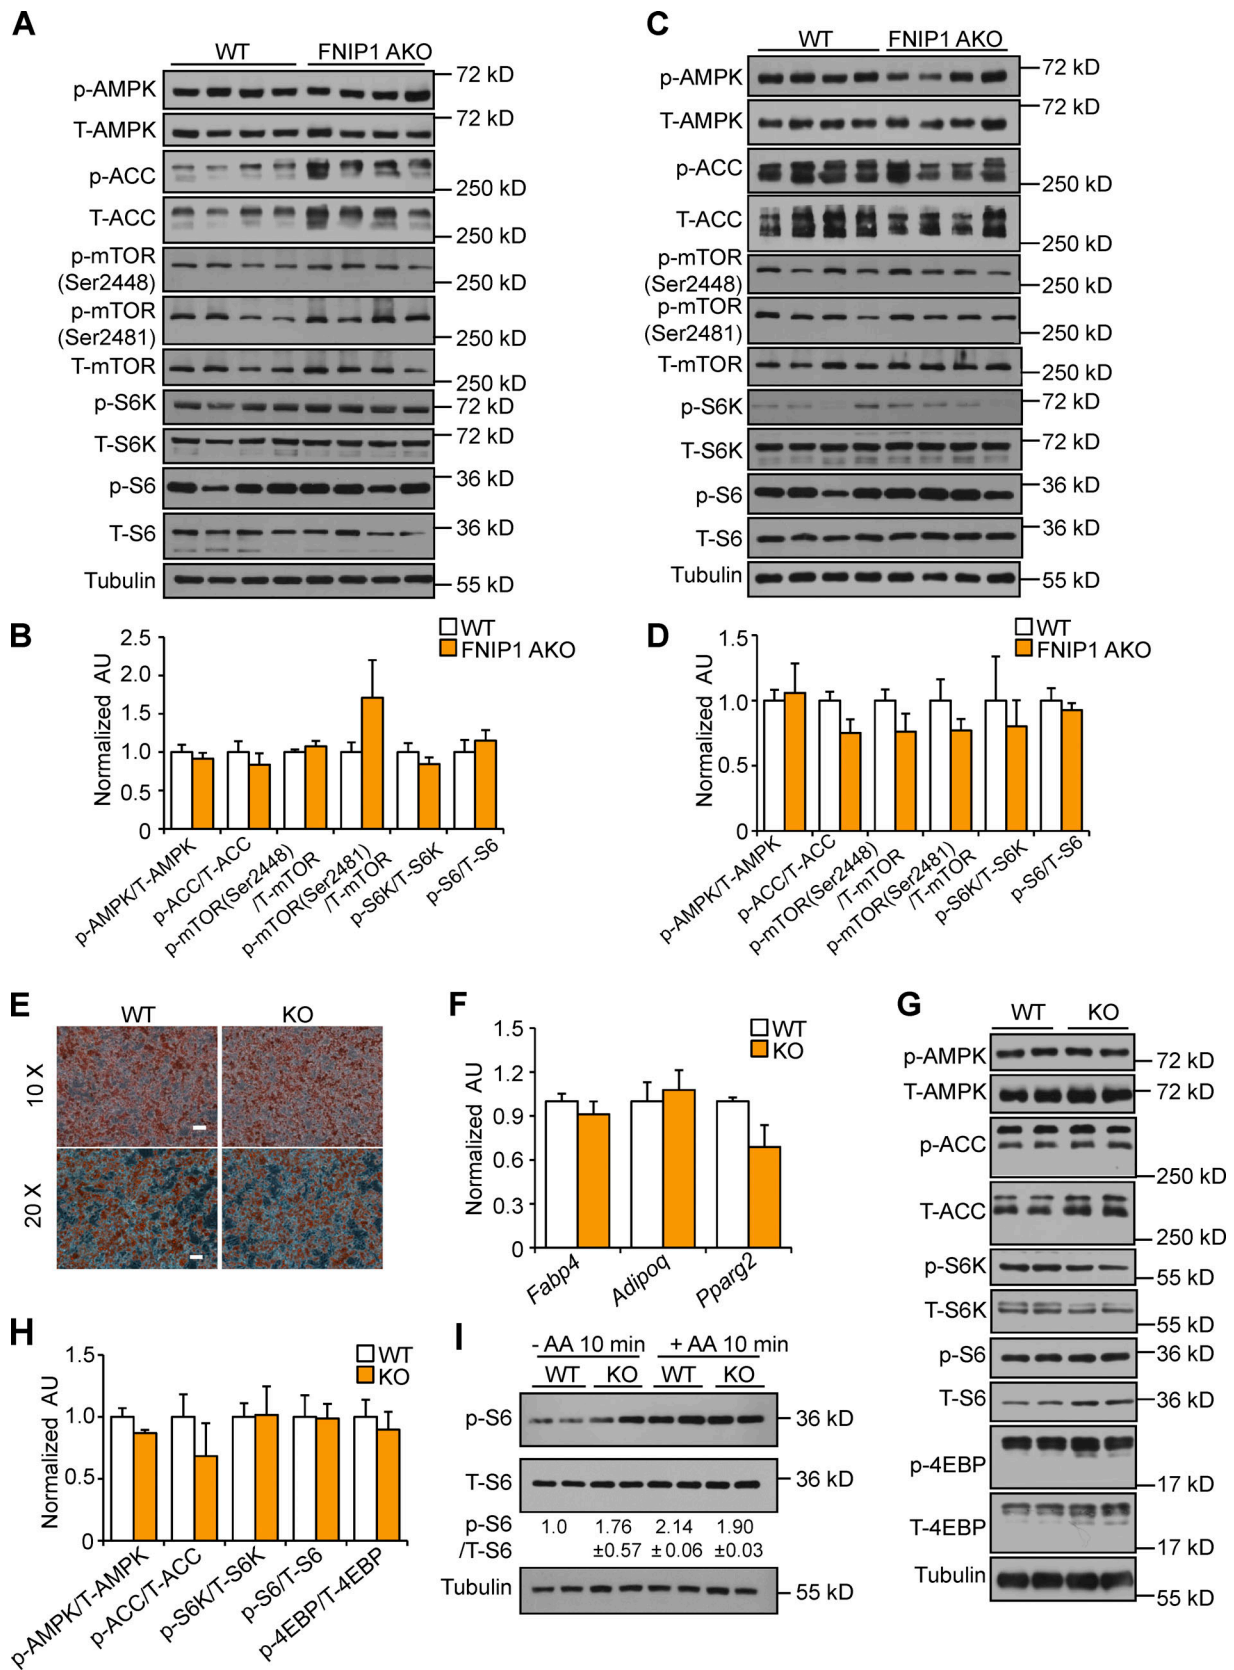 A
WT FNIP1 AKO
p-AMPK 72 kD
T-AMPK 72 kD
p-ACC 250 kD
T-ACC 250 kD
p-mTOR
(Ser2448) 250 kD
p-mTOR
(Ser2481) 250 kD
T-mTOR 250 kD
p-S6K 72 kD
T-S6K 72 kD
p-S6 36 kD
T-S6 36 kD
Tubulin 55 kD
C
WT FNIP1 AKO
p-AMPK 72 kD
T-AMPK 72 kD
p-ACC 250 kD
T-ACC 250 kD
p-mTOR
(Ser2448) 250 kD
p-mTOR
(Ser2481) 250 kD
T-mTOR 250 kD
p-S6K 72 kD
T-S6K 72 kD
p-S6 36 kD
T-S6 36 kD
Tubulin 55 kD
B
WT
FNIP1 AKO
Normalized AU
2.5
2.0
1.5
1.0
0.5
0
p-AMPK/T-AMPK
p-ACC/T-ACC
p-mTOR(Ser2448)
/T-mTOR
p-mTOR(Ser2481)
/T-mTOR
p-S6K/T-S6K
p-S6/T-S6
D
WT
FNIP1 AKO
Normalized AU
1.5
1.0
0.5
0
p-AMPK/T-AMPK
p-ACC/T-ACC
p-mTOR(Ser2448)
/T-mTOR
p-mTOR(Ser2481)
/T-mTOR
p-S6K/T-S6K
p-S6/T-S6
E
WT KO
10 X
20 X
F
WT
KO
Normalized AU
1.5
1.2
0.9
0.6
0.3
0
Fabp4
Adipoq
Pparg2
G
WT KO
p-AMPK 72 kD
T-AMPK 72 kD
p-ACC 250 kD
T-ACC 250 kD
p-S6K 55 kD
T-S6K 55 kD
p-S6 36 kD
T-S6 36 kD
p-4EBP 17 kD
T-4EBP 17 kD
Tubulin 55 kD
H
WT
KO
Normalized AU
1.5
1.0
0.5
0
p-AMPK/T-AMPK
p-ACC/T-ACC
p-S6K/T-S6K
p-S6/T-S6
p-4EBP/T-4EBP
I
- AA 10 min + AA 10 min
WT KO WT KO
p-S6 36 kD
T-S6 36 kD
p-S6 1.0 1.76 2.14 1.90
/T-S6 ±0.57 ±0.06 ±0.03
Tubulin 55 kD